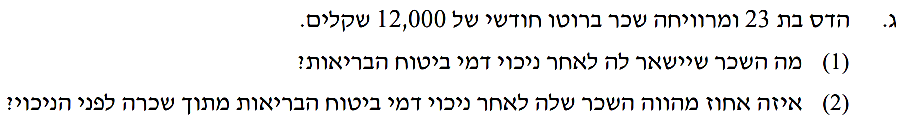 ג. הדס בת 23 ומרוויחה שכר ברוטו חודשי של 12,000 שקלים.
(1) מה השכר שיישאר לה לאחר ניכוי דמי ביטוח הבריאות?
(2) איזה אחוז מהווה השכר שלה לאחר ניכוי דמי ביטוח הבריאות מתוך שכרה לפני הניכוי?